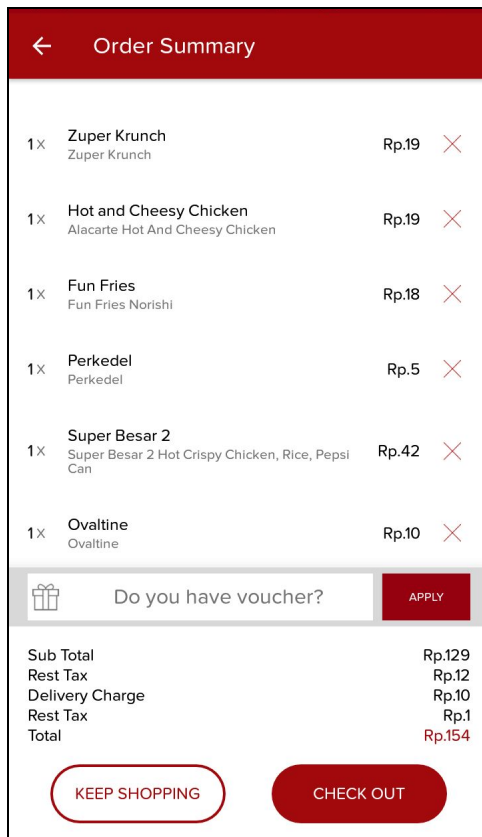 Order Summary
1x Zuper Krunch Rp.19
Zuper Krunch
1x Hot and Cheesy Chicken Rp.19
Alacarte Hot And Cheesy Chicken
1x Fun Fries Rp.18
Fun Fries Norishi
1x Perkedel Rp.5
Perkedel
1x Super Besar 2 Rp.42
Super Besar 2 Hot Crispy Chicken, Rice, Pepsi
Can
1x Ovaltine Rp.10
Ovaltine
Do you have voucher? APPLY
Sub Total Rp.129
Rest Tax Rp.12
Delivery Charge Rp.10
Rest Tax Rp.1
Total Rp.154
KEEP SHOPPING CHECK OUT